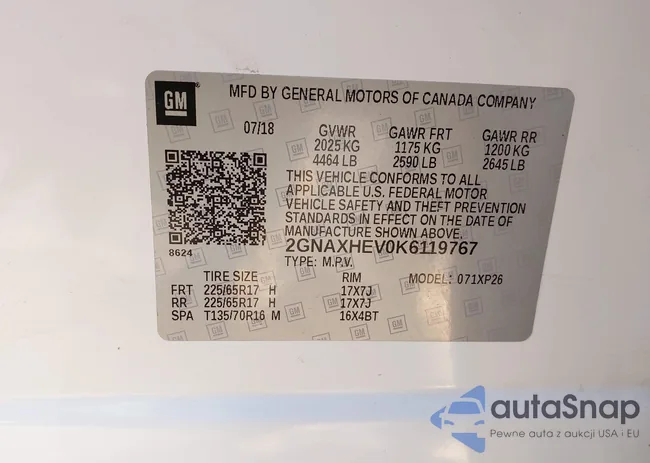 GM
MFD BY GENERAL MOTORS OF CANADA COMPANY
07/18 GVWR GAWR FRT GAWR RR
2025 KG 1175 KG 1200 KG
4464 LB 2590 LB 2645 LB
THIS VEHICLE CONFORMS TO ALL
APPLICABLE U.S. FEDERAL MOTOR
VEHICLE SAFETY AND THEFT PREVENTION
STANDARDS IN EFFECT ON THE DATE OF
MANUFACTURE SHOWN ABOVE.
8624 2GNAXHEV0K6119767
TYPE: M.P.V. MODEL: 071XP26
TIRE SIZE RIM
FRT 225/65R17 H 17X7J
RR 225/65R17 H 17X7J
SPA T135/70R16 M 16X4BT
autoSnap
Pewne auta z aukcji USA i EU